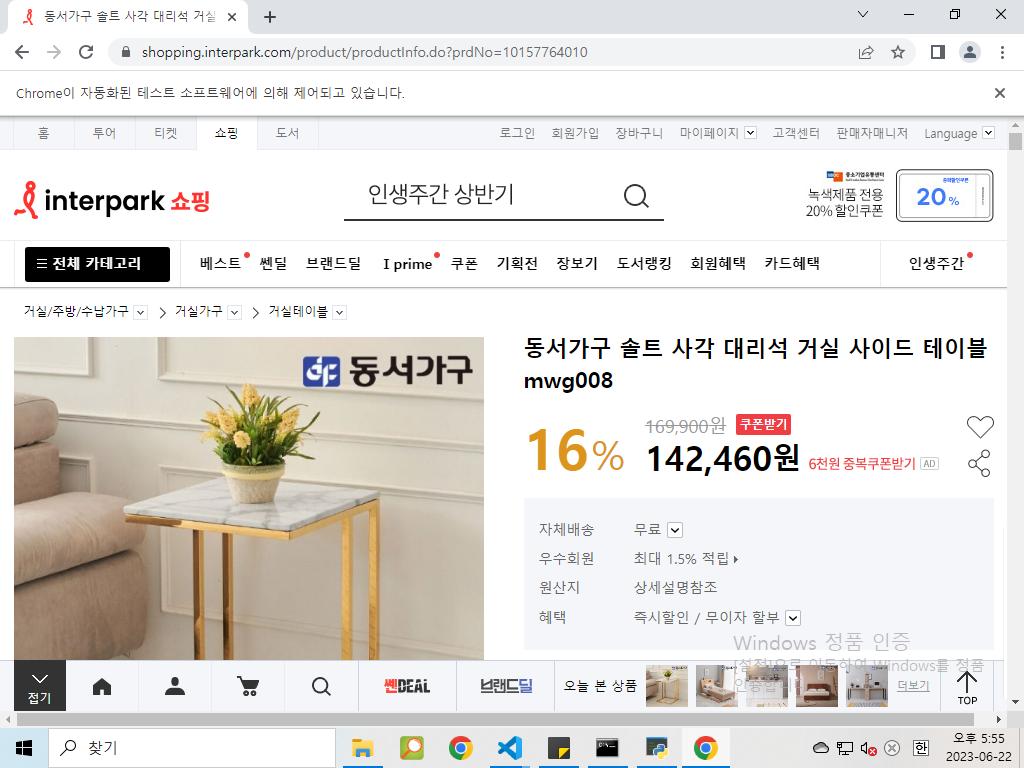 동서가구 솔트 사각 대리석 거실
shopping.interpark.com/product/productInfo.do?prdNo=10157764010
Chrome이 자동화된 테스트 소프트웨어에 의해 제어되고 있습니다.
홈 투어 티켓 쇼핑 도서 로그인 회원가입 장바구니 마이페이지 고객센터 판매자매니저 Language
interpark 쇼핑
인생주간 상반기
중소기업유통센터
녹색제품 전용
20% 할인쿠폰
중복할인쿠폰
20%
전체 카테고리 베스트 쎈딜 브랜드딜 I prime 쿠폰 기획전 장보기 도서랭킹 회원혜택 카드혜택 인생주간
거실/주방/수납가구 거실가구 거실테이블
동서가구
동서가구 솔트 사각 대리석 거실 사이드 테이블
mwg008
16%
169,900원 쿠폰받기
142,460원 6천원 중복쿠폰받기 AD
자체배송 무료
우수회원 최대 1.5% 적립
원산지 상세설명참조
혜택 즉시할인 / 무이자 할부
Windows 정품 인증
[설정]으로 이동하여 Windows를 정품
인증합니다.
접기
쎈DEAL
브랜드딜
오늘 본 상품
더보기
TOP
찾기
한
오후 5:55
2023-06-22